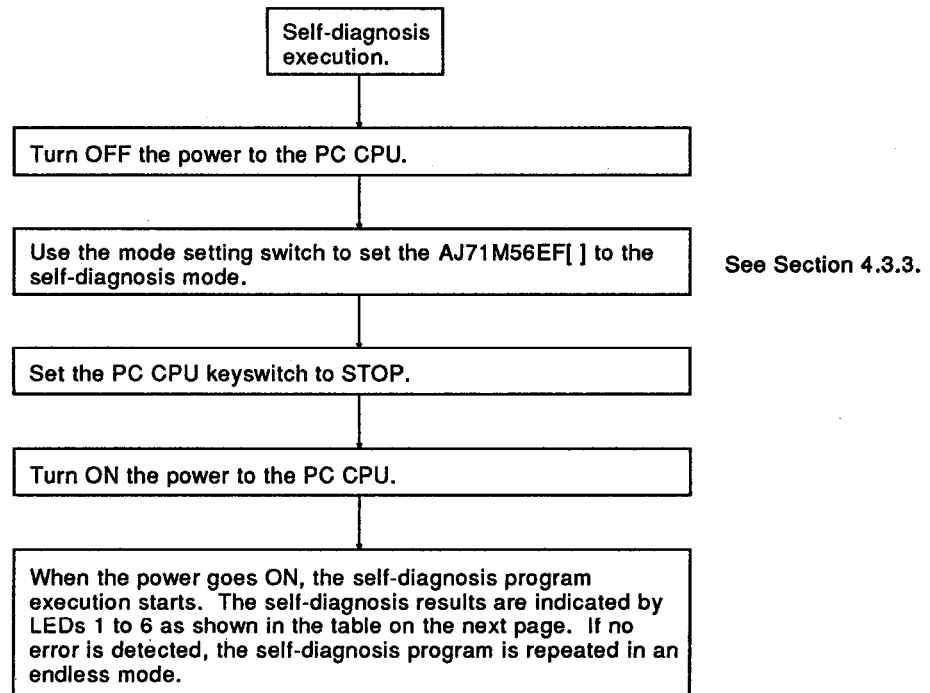 Self-diagnosis
execution.
Turn OFF the power to the PC CPU.
Use the mode setting switch to set the AJ71M56EF[ ] to the
self-diagnosis mode.
See Section 4.3.3.
Set the PC CPU keyswitch to STOP.
Turn ON the power to the PC CPU.
When the power goes ON, the self-diagnosis program
execution starts. The self-diagnosis results are indicated by
LEDs 1 to 6 as shown in the table on the next page. If no
error is detected, the self-diagnosis program is repeated in an
endless mode.